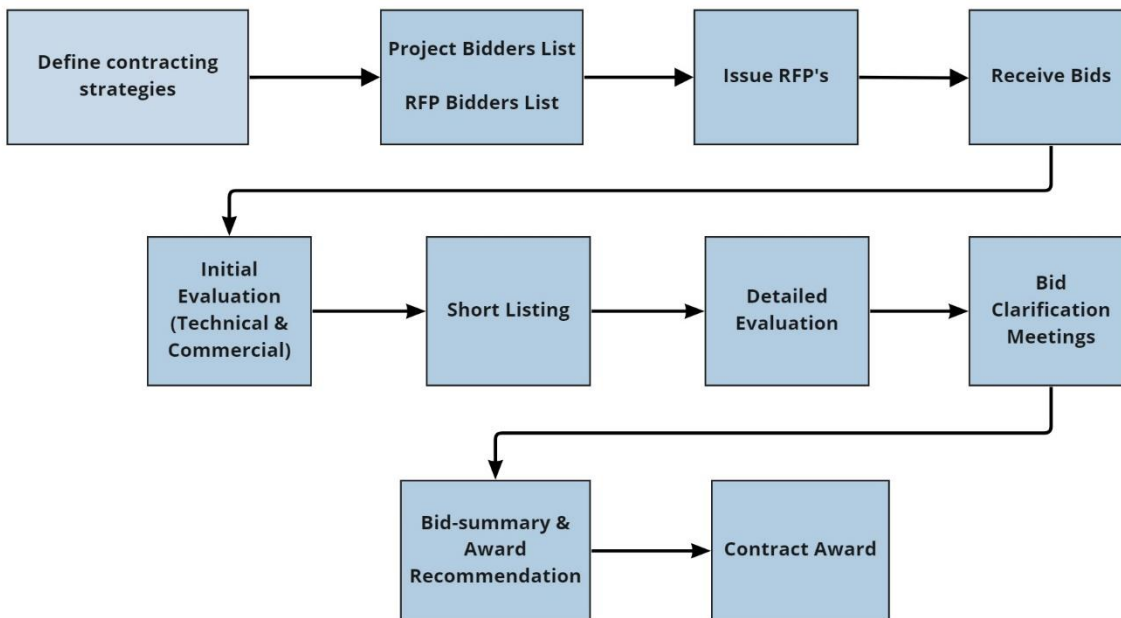 Define contracting
strategies
Project Bidders List
RFP Bidders List
Issue RFP's
Receive Bids
Initial
Evaluation
(Technical &
Commercial)
Short Listing
Detailed
Evaluation
Bid
Clarification
Meetings
Bid-summary &
Award
Recommendation
Contract Award